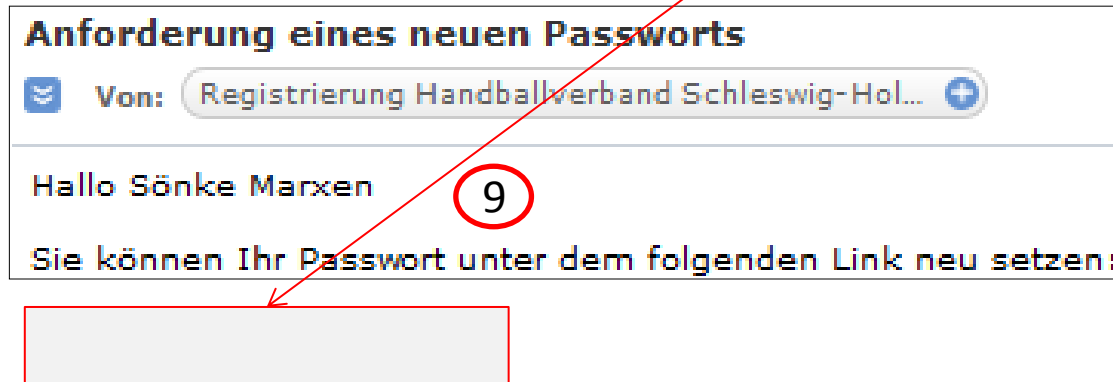 Anforderung eines neuen Passworts
Von: Registrierung Handballverband Schleswig-Hol...
Hallo Sönke Marxen
9
Sie können Ihr Passwort unter dem folgenden Link neu setzen: